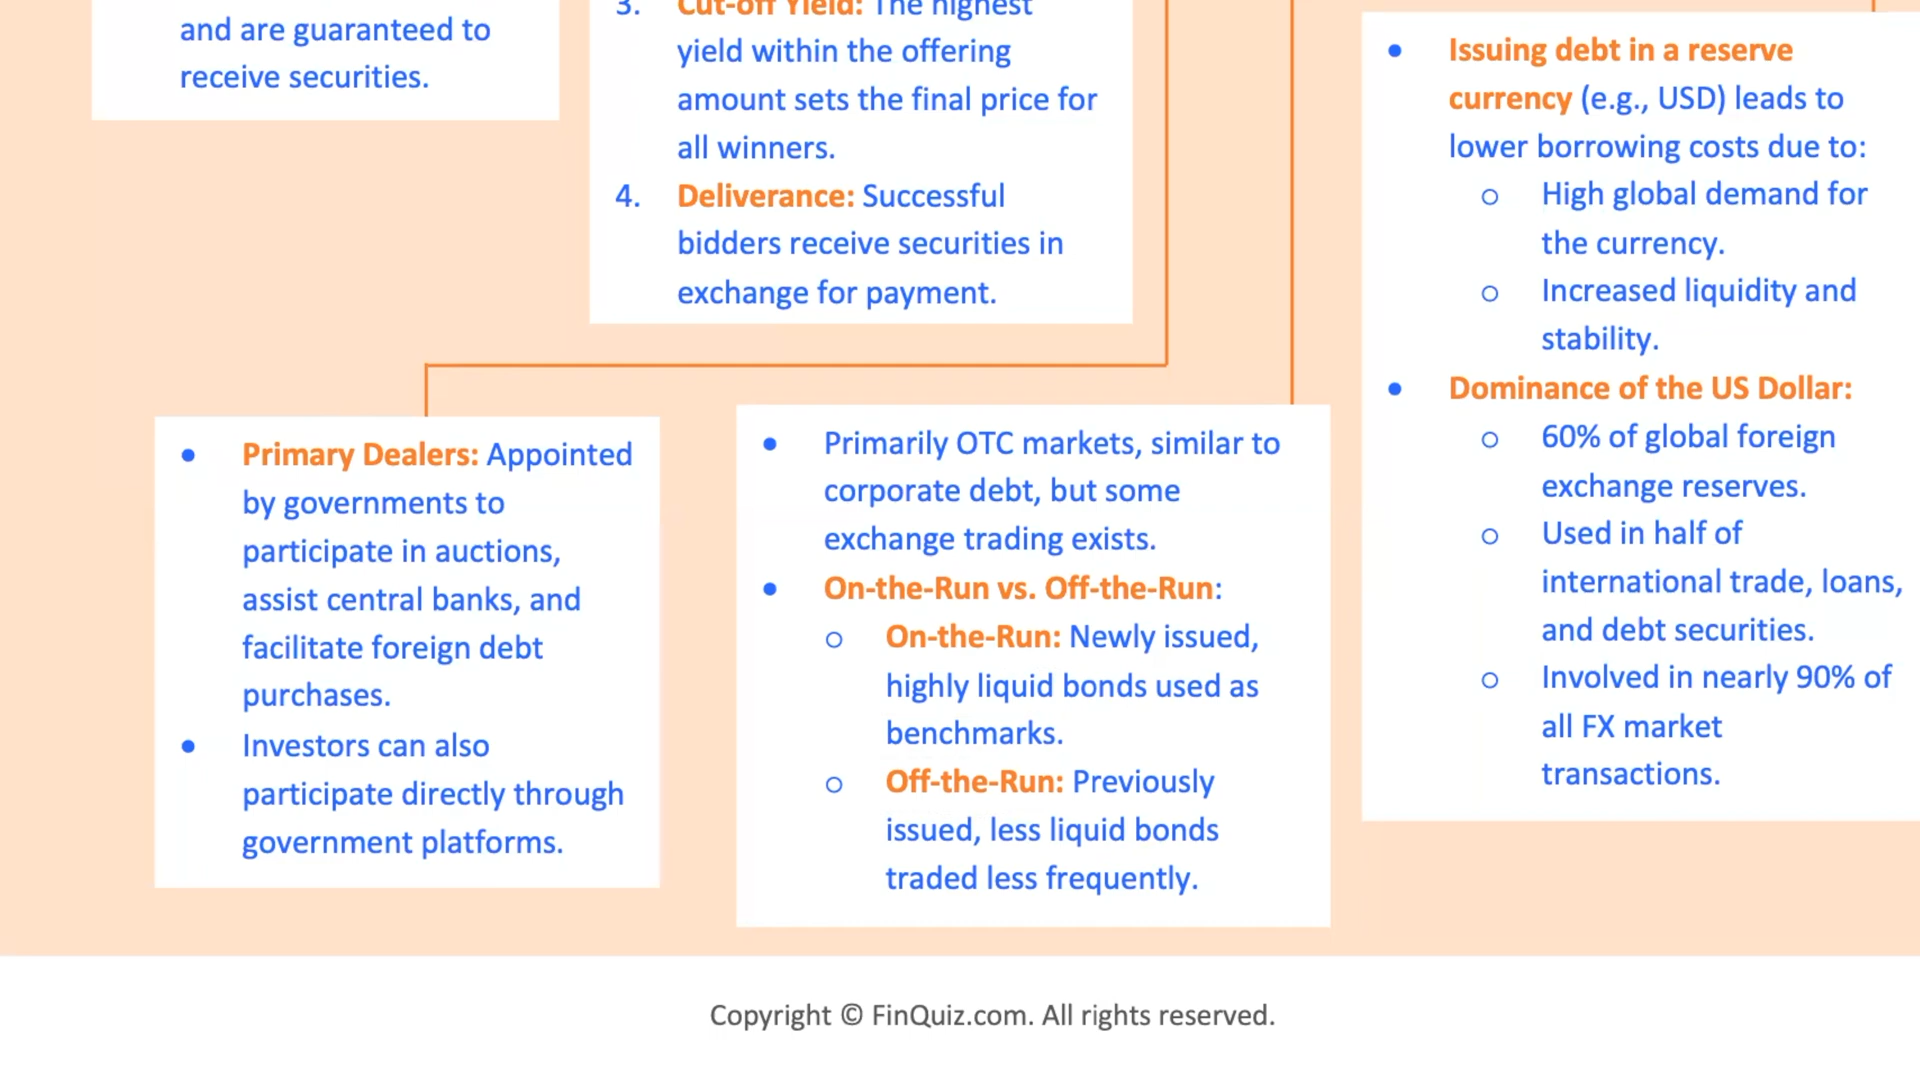 and are guaranteed to
receive securities.
3. Cut-off Yield: The highest
yield within the offering
amount sets the final price for
all winners.
4. Deliverance: Successful
bidders receive securities in
exchange for payment.
• Primary Dealers: Appointed
by governments to
participate in auctions,
assist central banks, and
facilitate foreign debt
purchases.
• Investors can also
participate directly through
government platforms.
• Primarily OTC markets, similar to
corporate debt, but some
exchange trading exists.
• On-the-Run vs. Off-the-Run:
o On-the-Run: Newly issued,
highly liquid bonds used as
benchmarks.
o Off-the-Run: Previously
issued, less liquid bonds
traded less frequently.
• Issuing debt in a reserve
currency (e.g., USD) leads to
lower borrowing costs due to:
o High global demand for
the currency.
o Increased liquidity and
stability.
• Dominance of the US Dollar:
o 60% of global foreign
exchange reserves.
o Used in half of
international trade, loans,
and debt securities.
o Involved in nearly 90% of
all FX market
transactions.
Copyright © FinQuiz.com. All rights reserved.